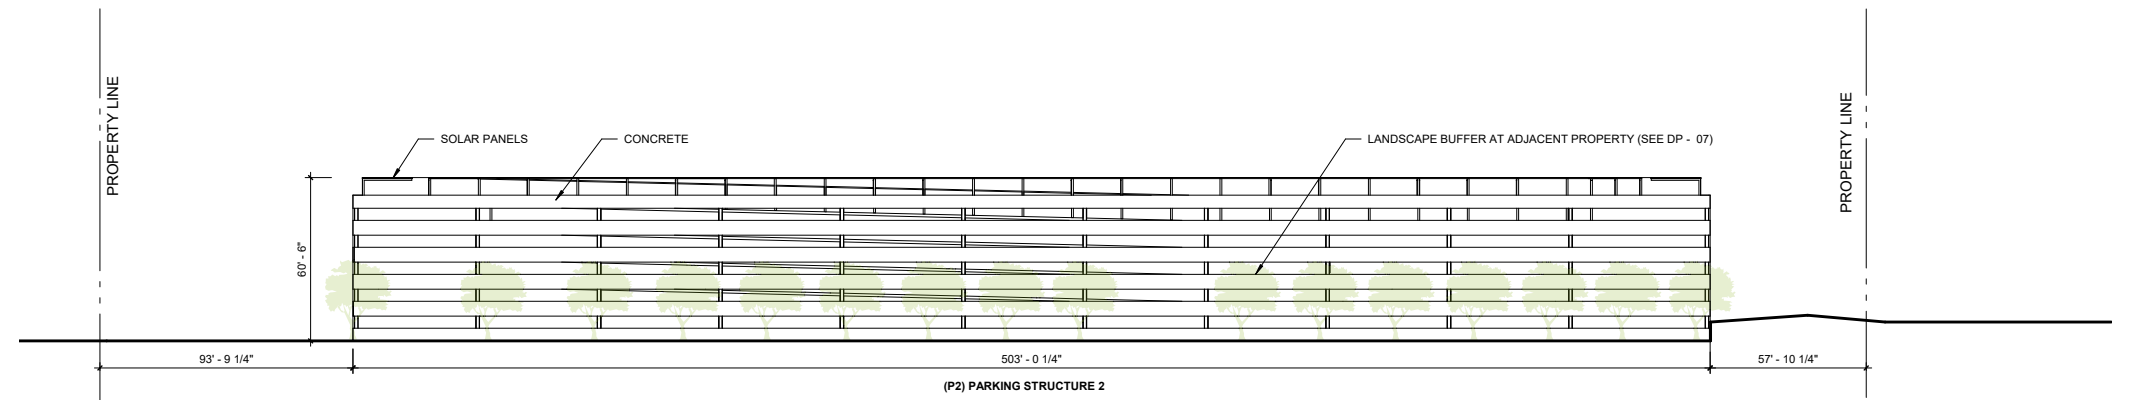 PROPERTY LINE
SOLAR PANELS
CONCRETE
LANDSCAPE BUFFER AT ADJACENT PROPERTY (SEE DP - 07)
PROPERTY LINE
60' - 6"
93' - 9 1/4"
503' - 0 1/4"
57' - 10 1/4"
(P2) PARKING STRUCTURE 2